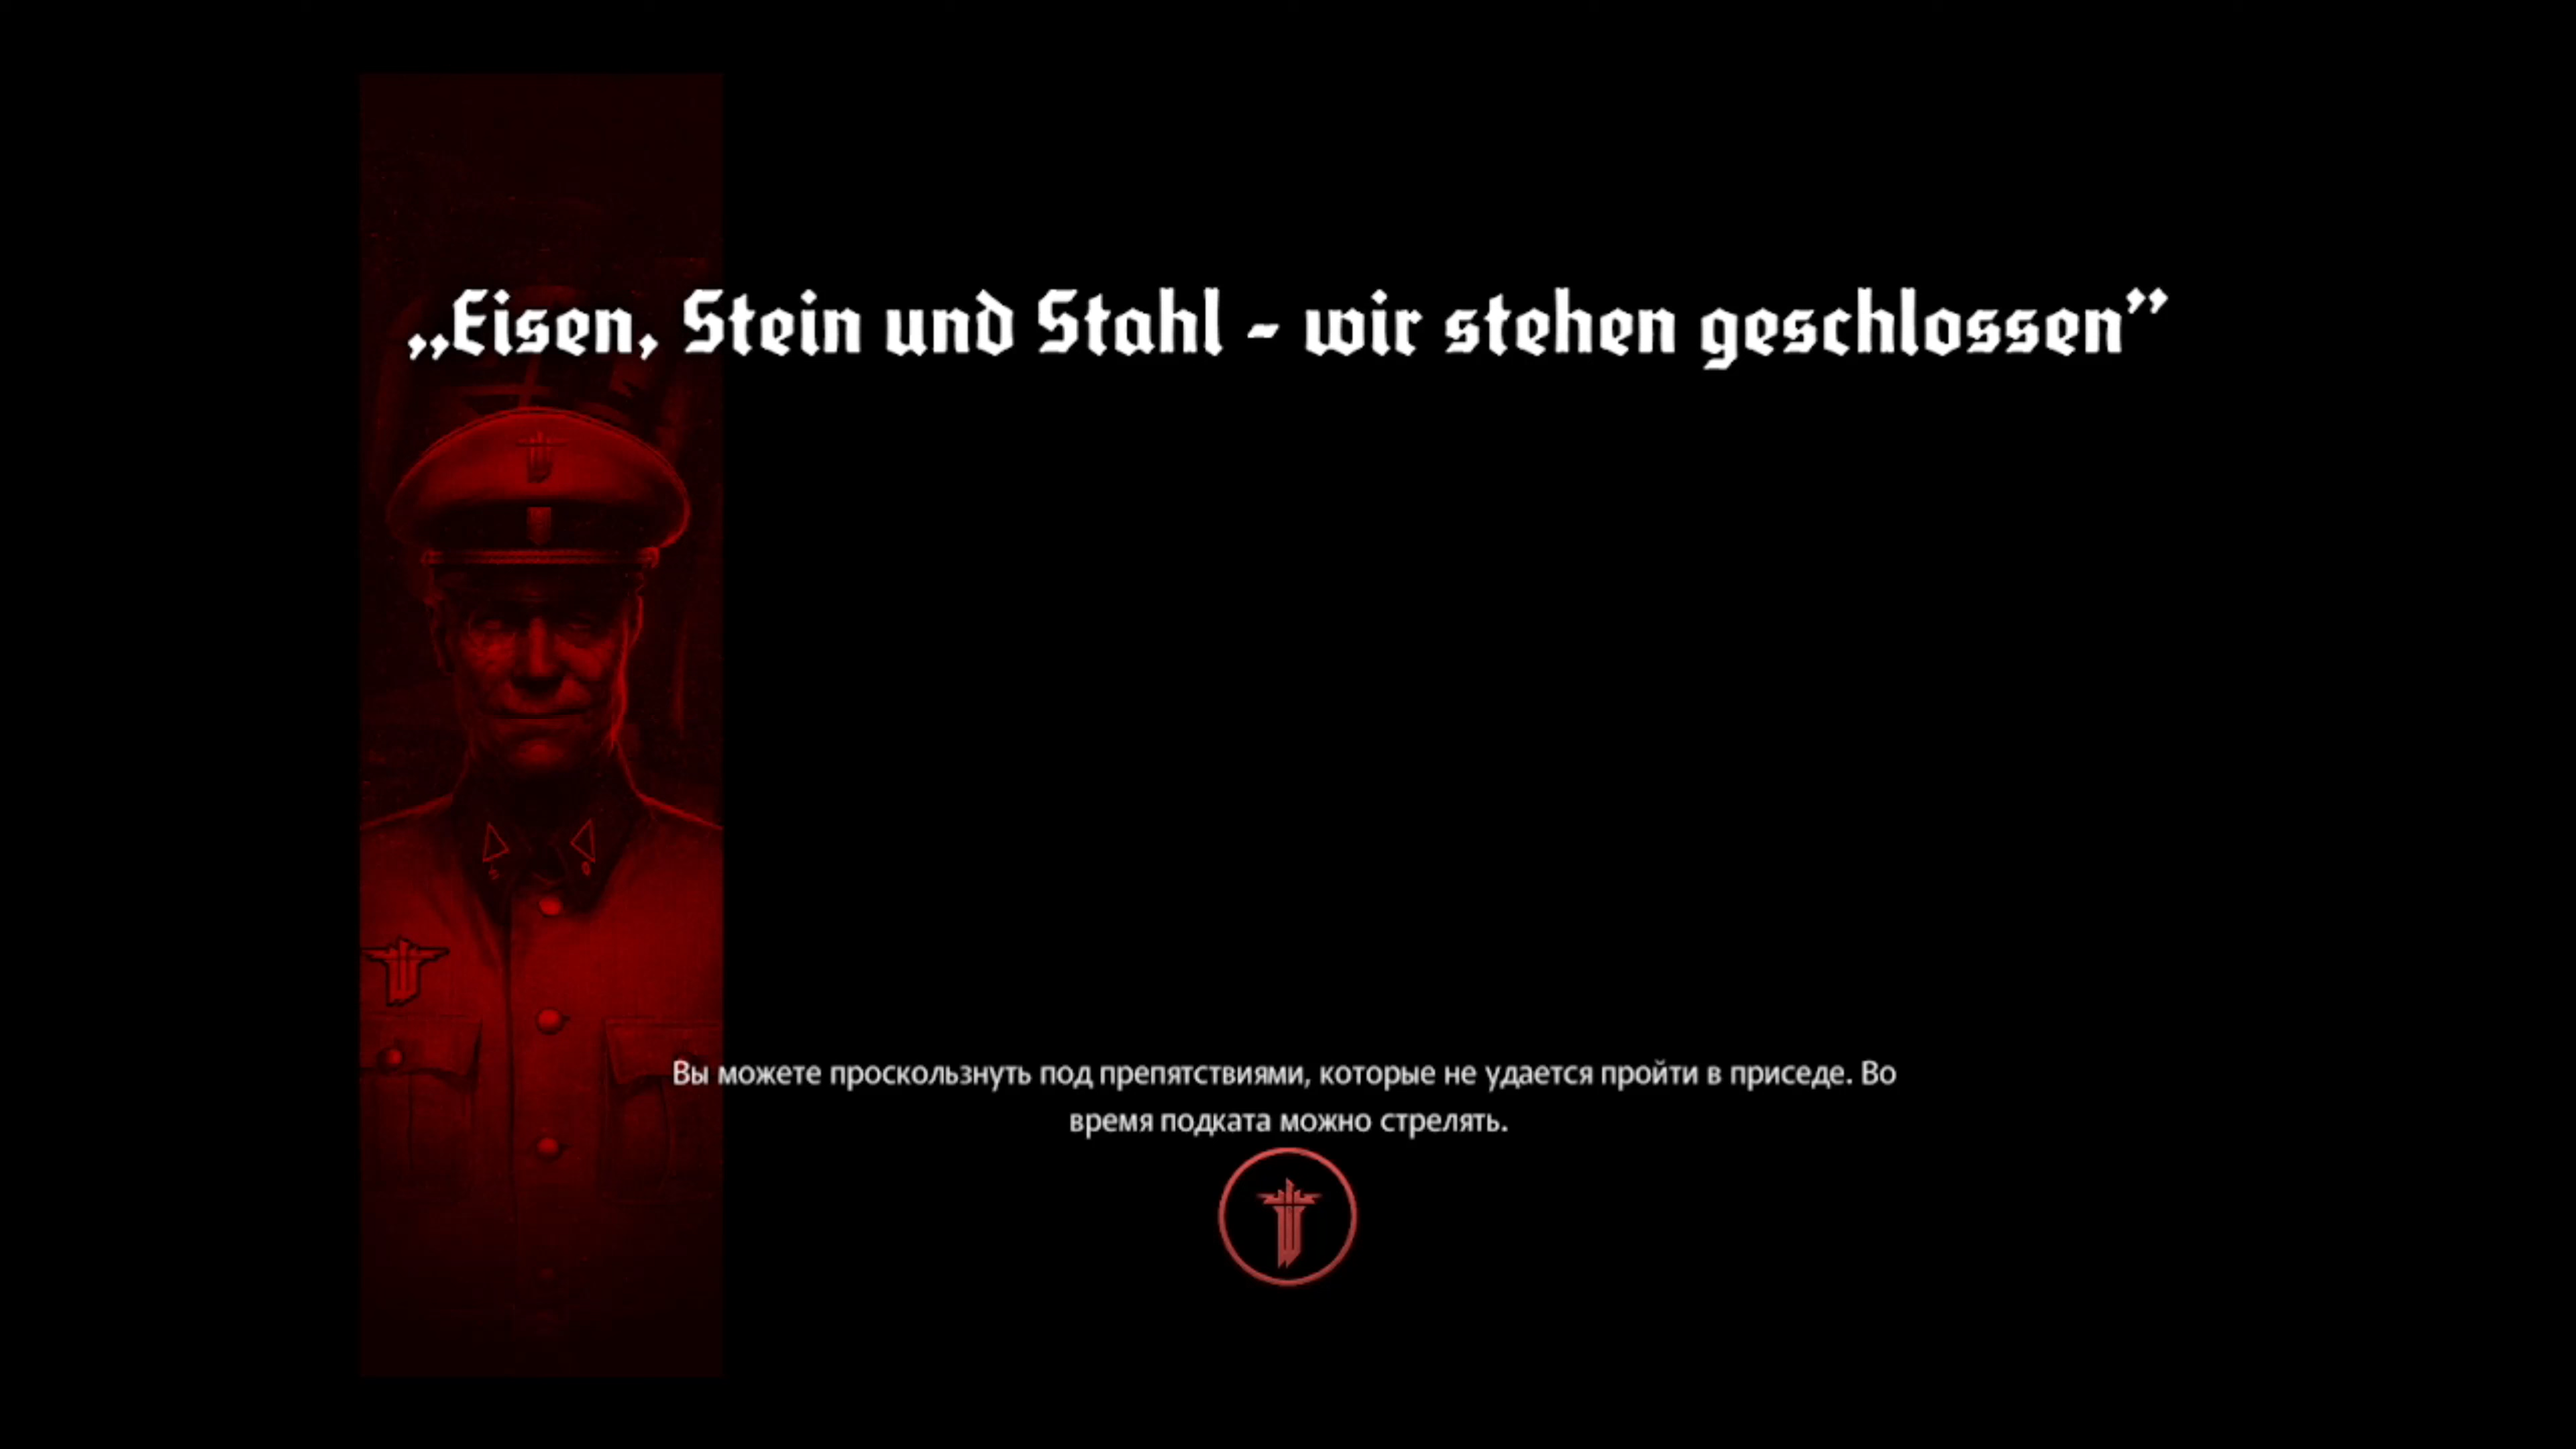 „Eisen, Stein und Stahl - wir stehen geschlossen”
Вы можете проскользнуть под препятствиями, которые не удается пройти в приседе. Во
время подката можно стрелять.